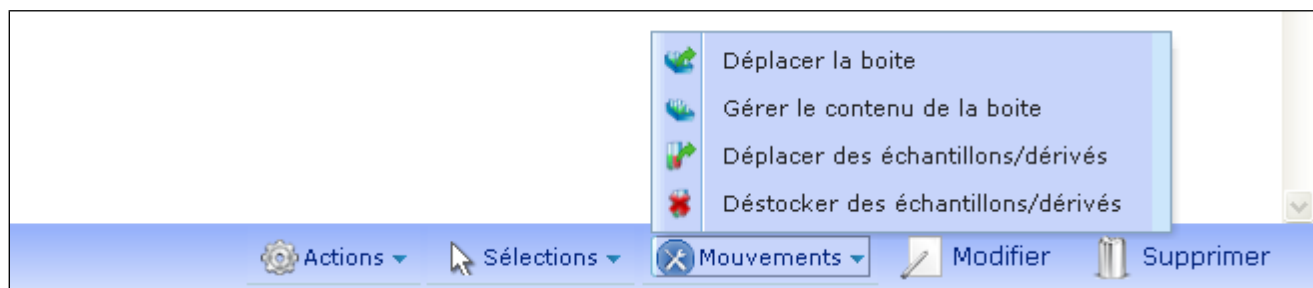 Déplacer la boite
Gérer le contenu de la boite
Déplacer des échantillons/dérivés
Déstocker des échantillons/dérivés
Actions Sélections Mouvements Modifier Supprimer